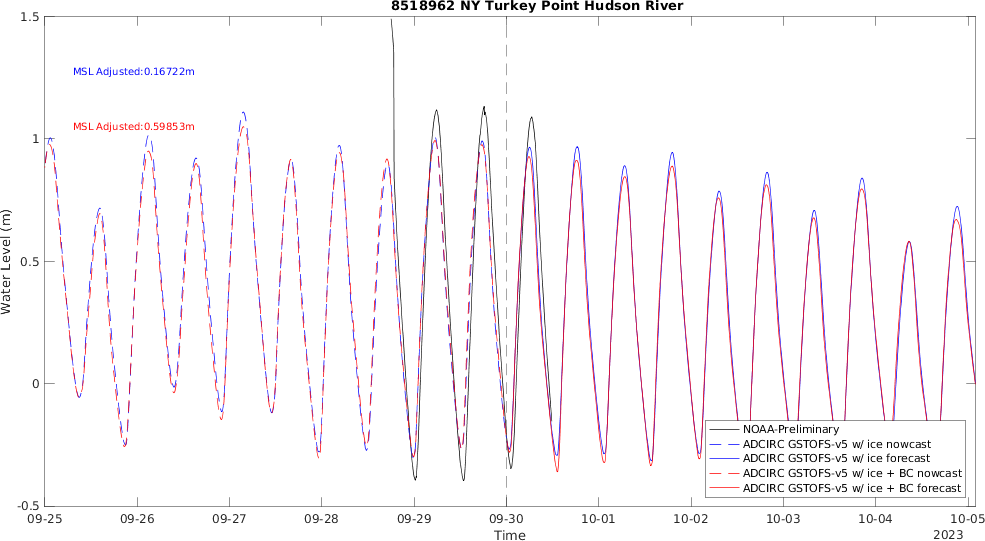 8518962 NY Turkey Point Hudson River
1.5
MSL Adjusted:0.16722m
MSL Adjusted:0.59853m
1
0.5
0
-0.5
Water Level (m)
NOAA-Preliminary
ADCIRC GSTOFS-v5 w/ ice nowcast
ADCIRC GSTOFS-v5 w/ ice forecast
ADCIRC GSTOFS-v5 w/ ice + BC nowcast
ADCIRC GSTOFS-v5 w/ ice + BC forecast
09-25 09-26 09-27 09-28 09-29 09-30 10-01 10-02 10-03 10-04 10-05
Time
2023